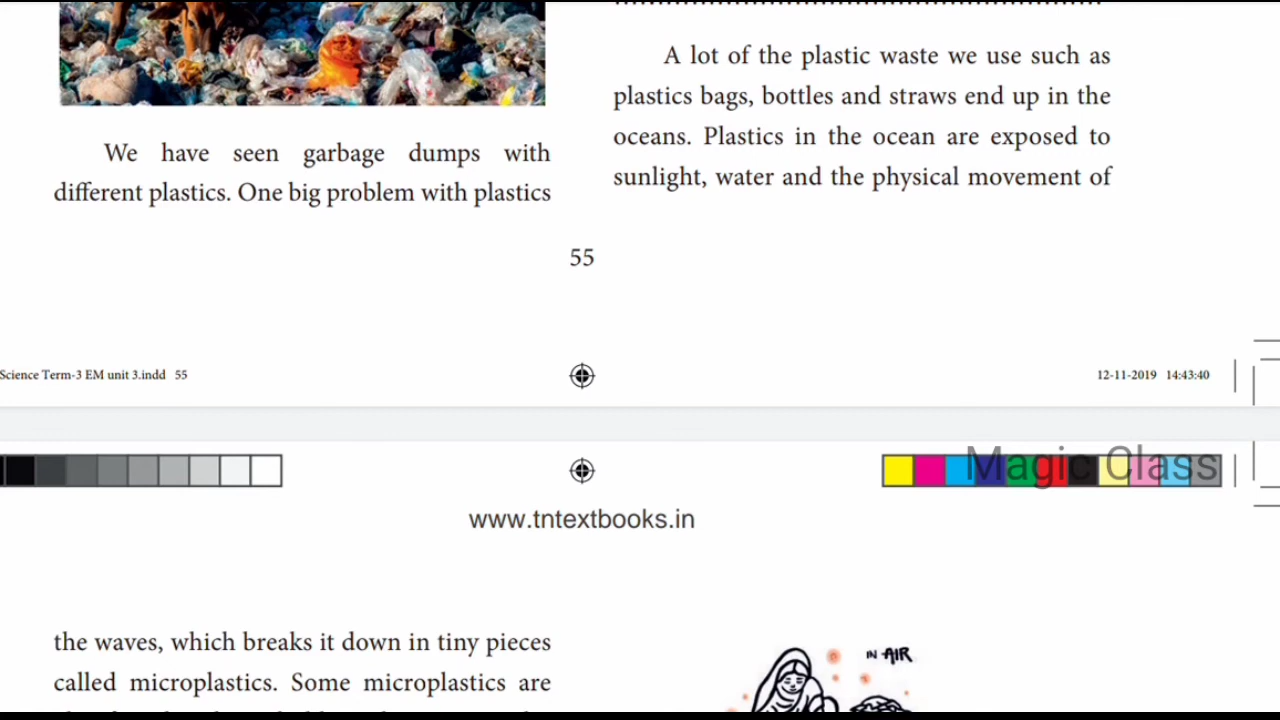 We have seen garbage dumps with
different plastics. One big problem with plastics
A lot of the plastic waste we use such as
plastics bags, bottles and straws end up in the
oceans. Plastics in the ocean are exposed to
sunlight, water and the physical movement of
55
Science Term-3 EM unit 3.indd 55
12-11-2019 14:43:40
Magic Class
www.tntextbooks.in
the waves, which breaks it down in tiny pieces
called microplastics. Some microplastics are
IN AIR